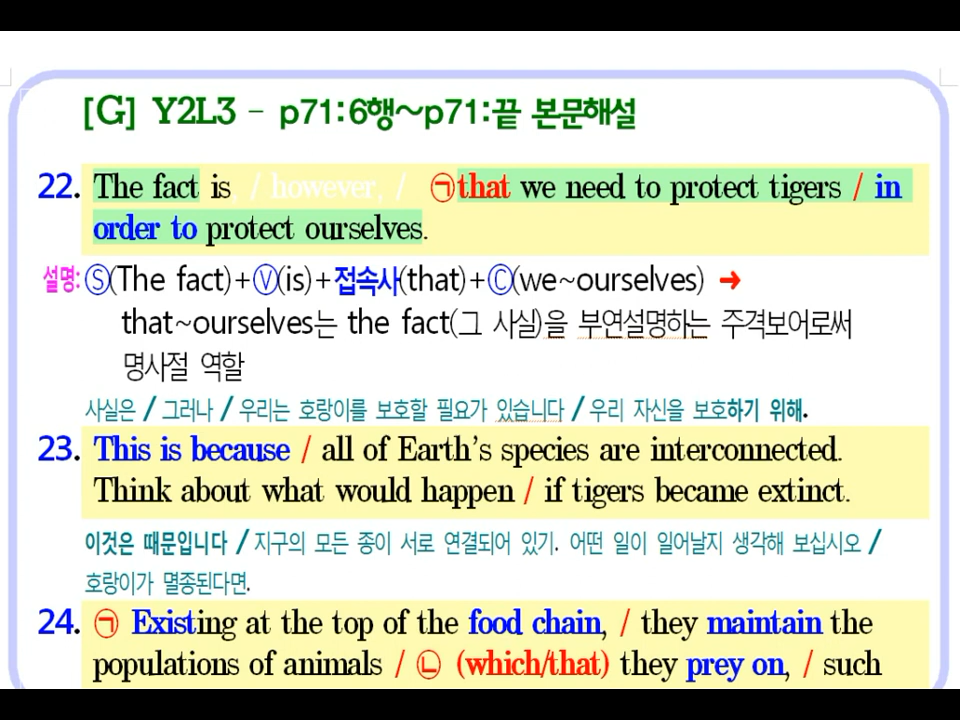 [G] Y2L3 - p71:6행~p71:끝 본문해설
22. The fact is, / however, / ㉠that we need to protect tigers / in
order to protect ourselves.
설명: Ⓢ(The fact)+Ⓥ(is)+접속사(that)+Ⓒ(we~ourselves) ➜
that~ourselves는 the fact(그 사실)을 부연설명하는 주격보어로써
명사절 역할
사실은 / 그러나 / 우리는 호랑이를 보호할 필요가 있습니다 / 우리 자신을 보호하기 위해.
23. This is because / all of Earth's species are interconnected.
Think about what would happen / if tigers became extinct.
이것은 때문입니다 / 지구의 모든 종이 서로 연결되어 있기. 어떤 일이 일어날지 생각해 보십시오 /
호랑이가 멸종된다면.
24. ㉠ Existing at the top of the food chain, / they maintain the
populations of animals / ㉡ (which/that) they prey on, / such